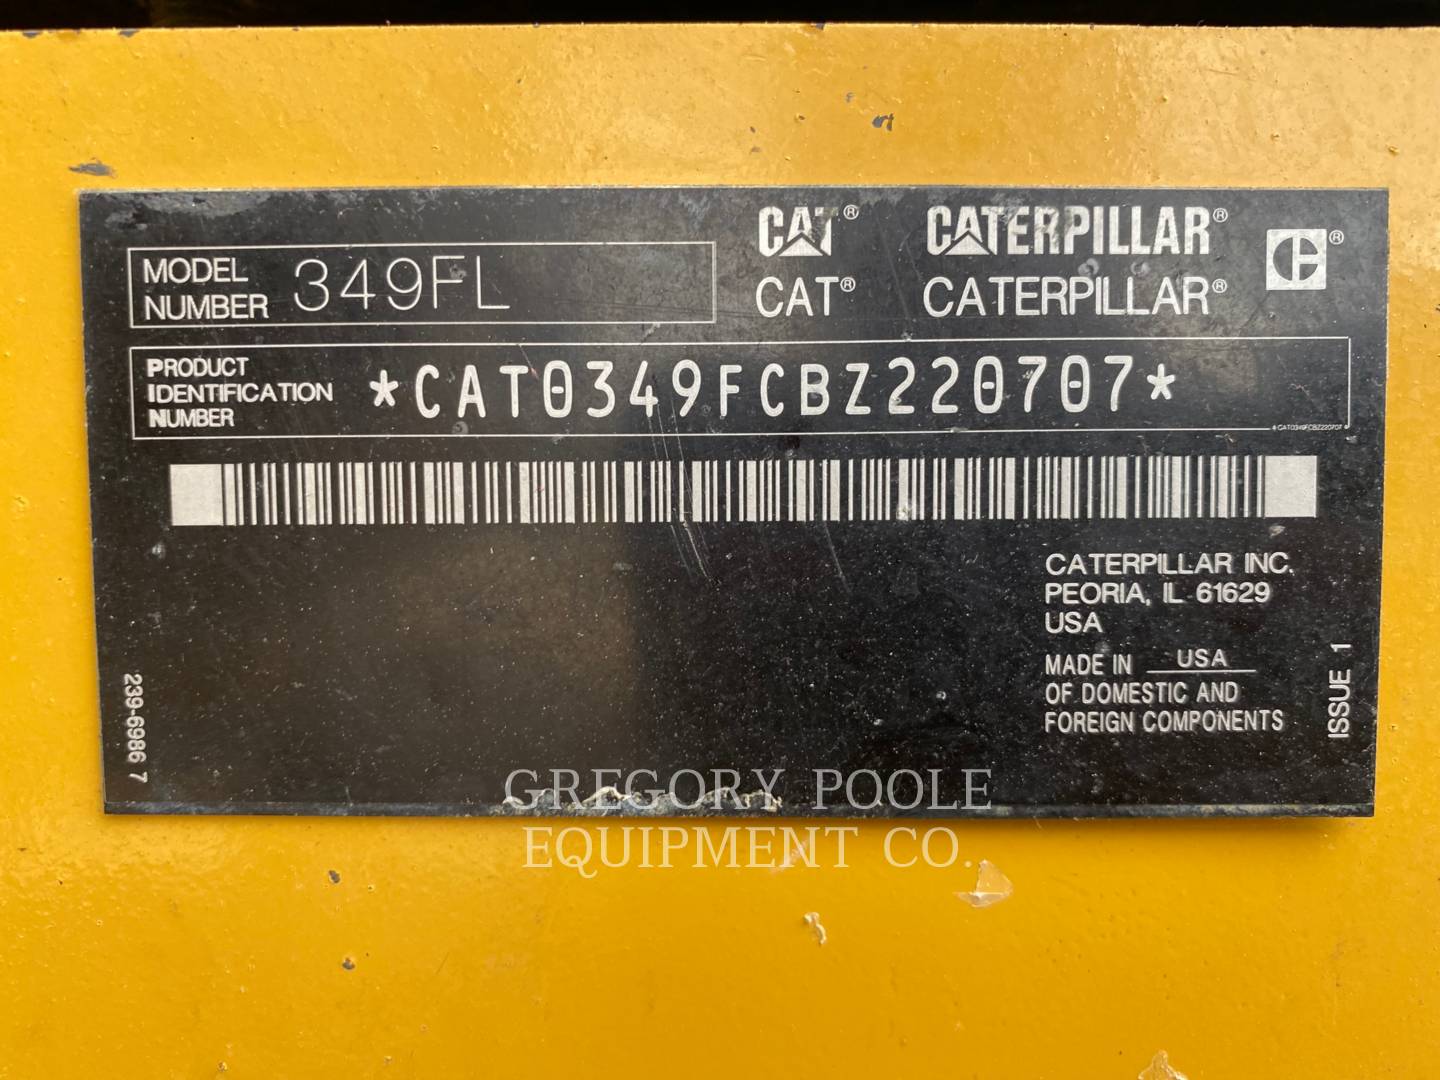 CAT® CATERPILLAR®
CAT® CATERPILLAR®
MODEL
NUMBER 349FL
PRODUCT
IDENTIFICATION
NUMBER
*CAT0349FCBZ220707*
*CAT0349FCBZ220707*
CATERPILLAR INC.
PEORIA, IL 61629
USA
MADE IN USA
OF DOMESTIC AND
FOREIGN COMPONENTS
ISSUE 1
239-6986 7
GREGORY POOLE
EQUIPMENT CO.